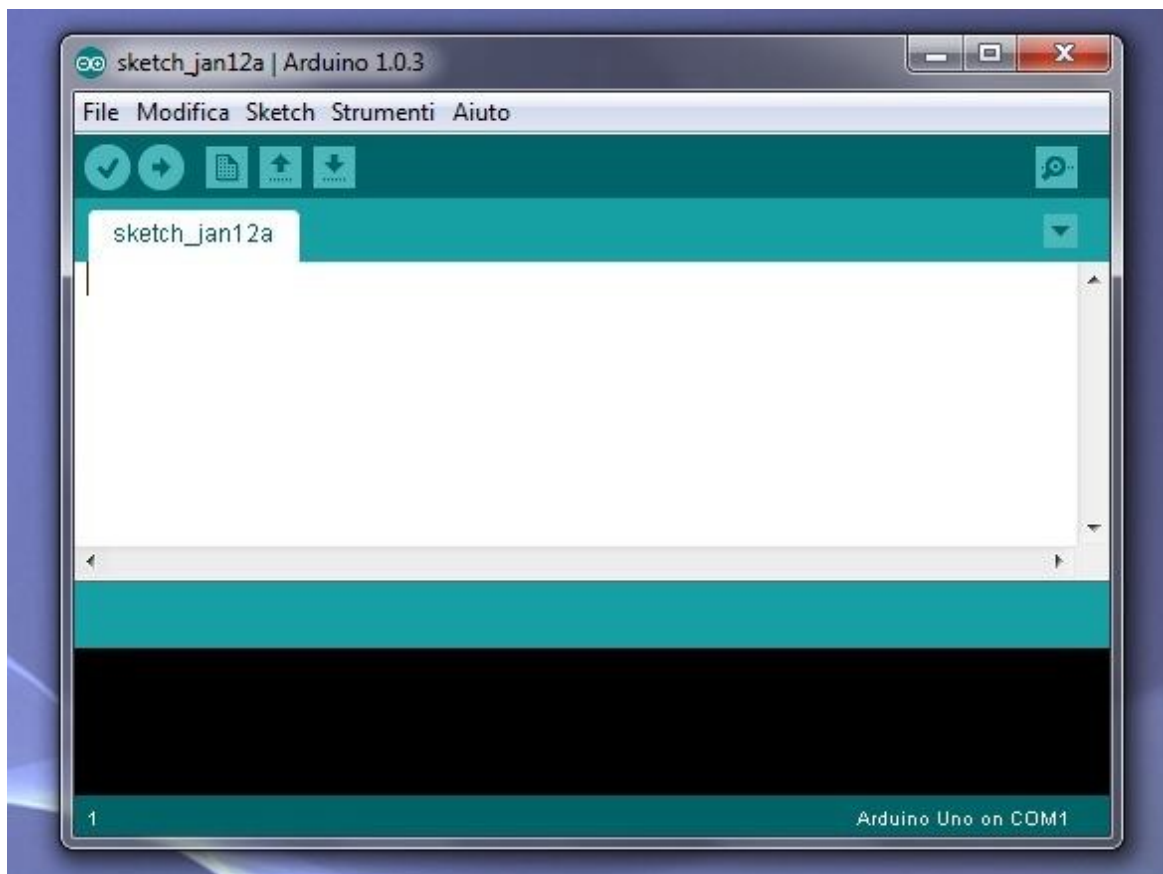 sketch_jan12a | Arduino 1.0.3
File Modifica Sketch Strumenti Aiuto
sketch_jan12a
1
Arduino Uno on COM1